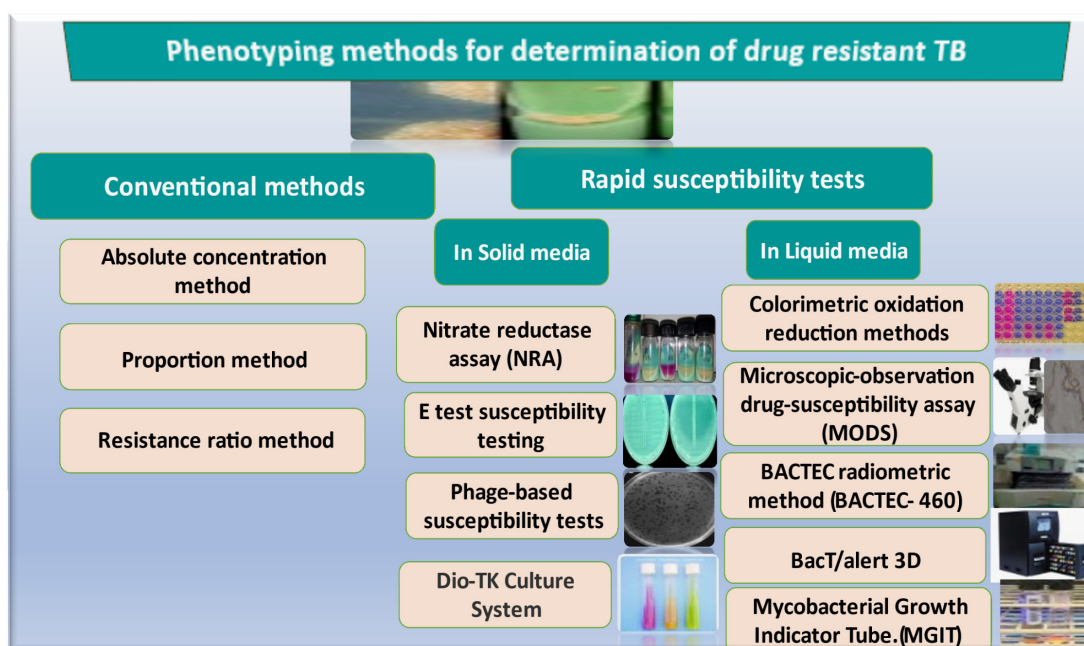 Phenotyping methods for determination of drug resistant TB
Conventional methods
Absolute concentration
method
Proportion method
Resistance ratio method
Rapid susceptibility tests
In Solid media
Nitrate reductase
assay (NRA)
E test susceptibility
testing
Phage-based
susceptibility tests
Dio-TK Culture
System
In Liquid media
Colorimetric oxidation
reduction methods
Microscopic-observation
drug-susceptibility assay
(MODS)
BACTEC radiometric
method (BACTEC- 460)
BacT/alert 3D
Mycobacterial Growth
Indicator Tube.(MGIT)